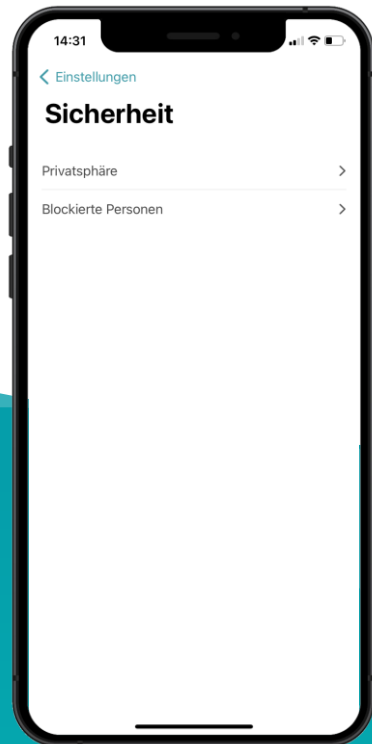 14:31
Einstellungen
Sicherheit
Privatsphäre
Blockierte Personen